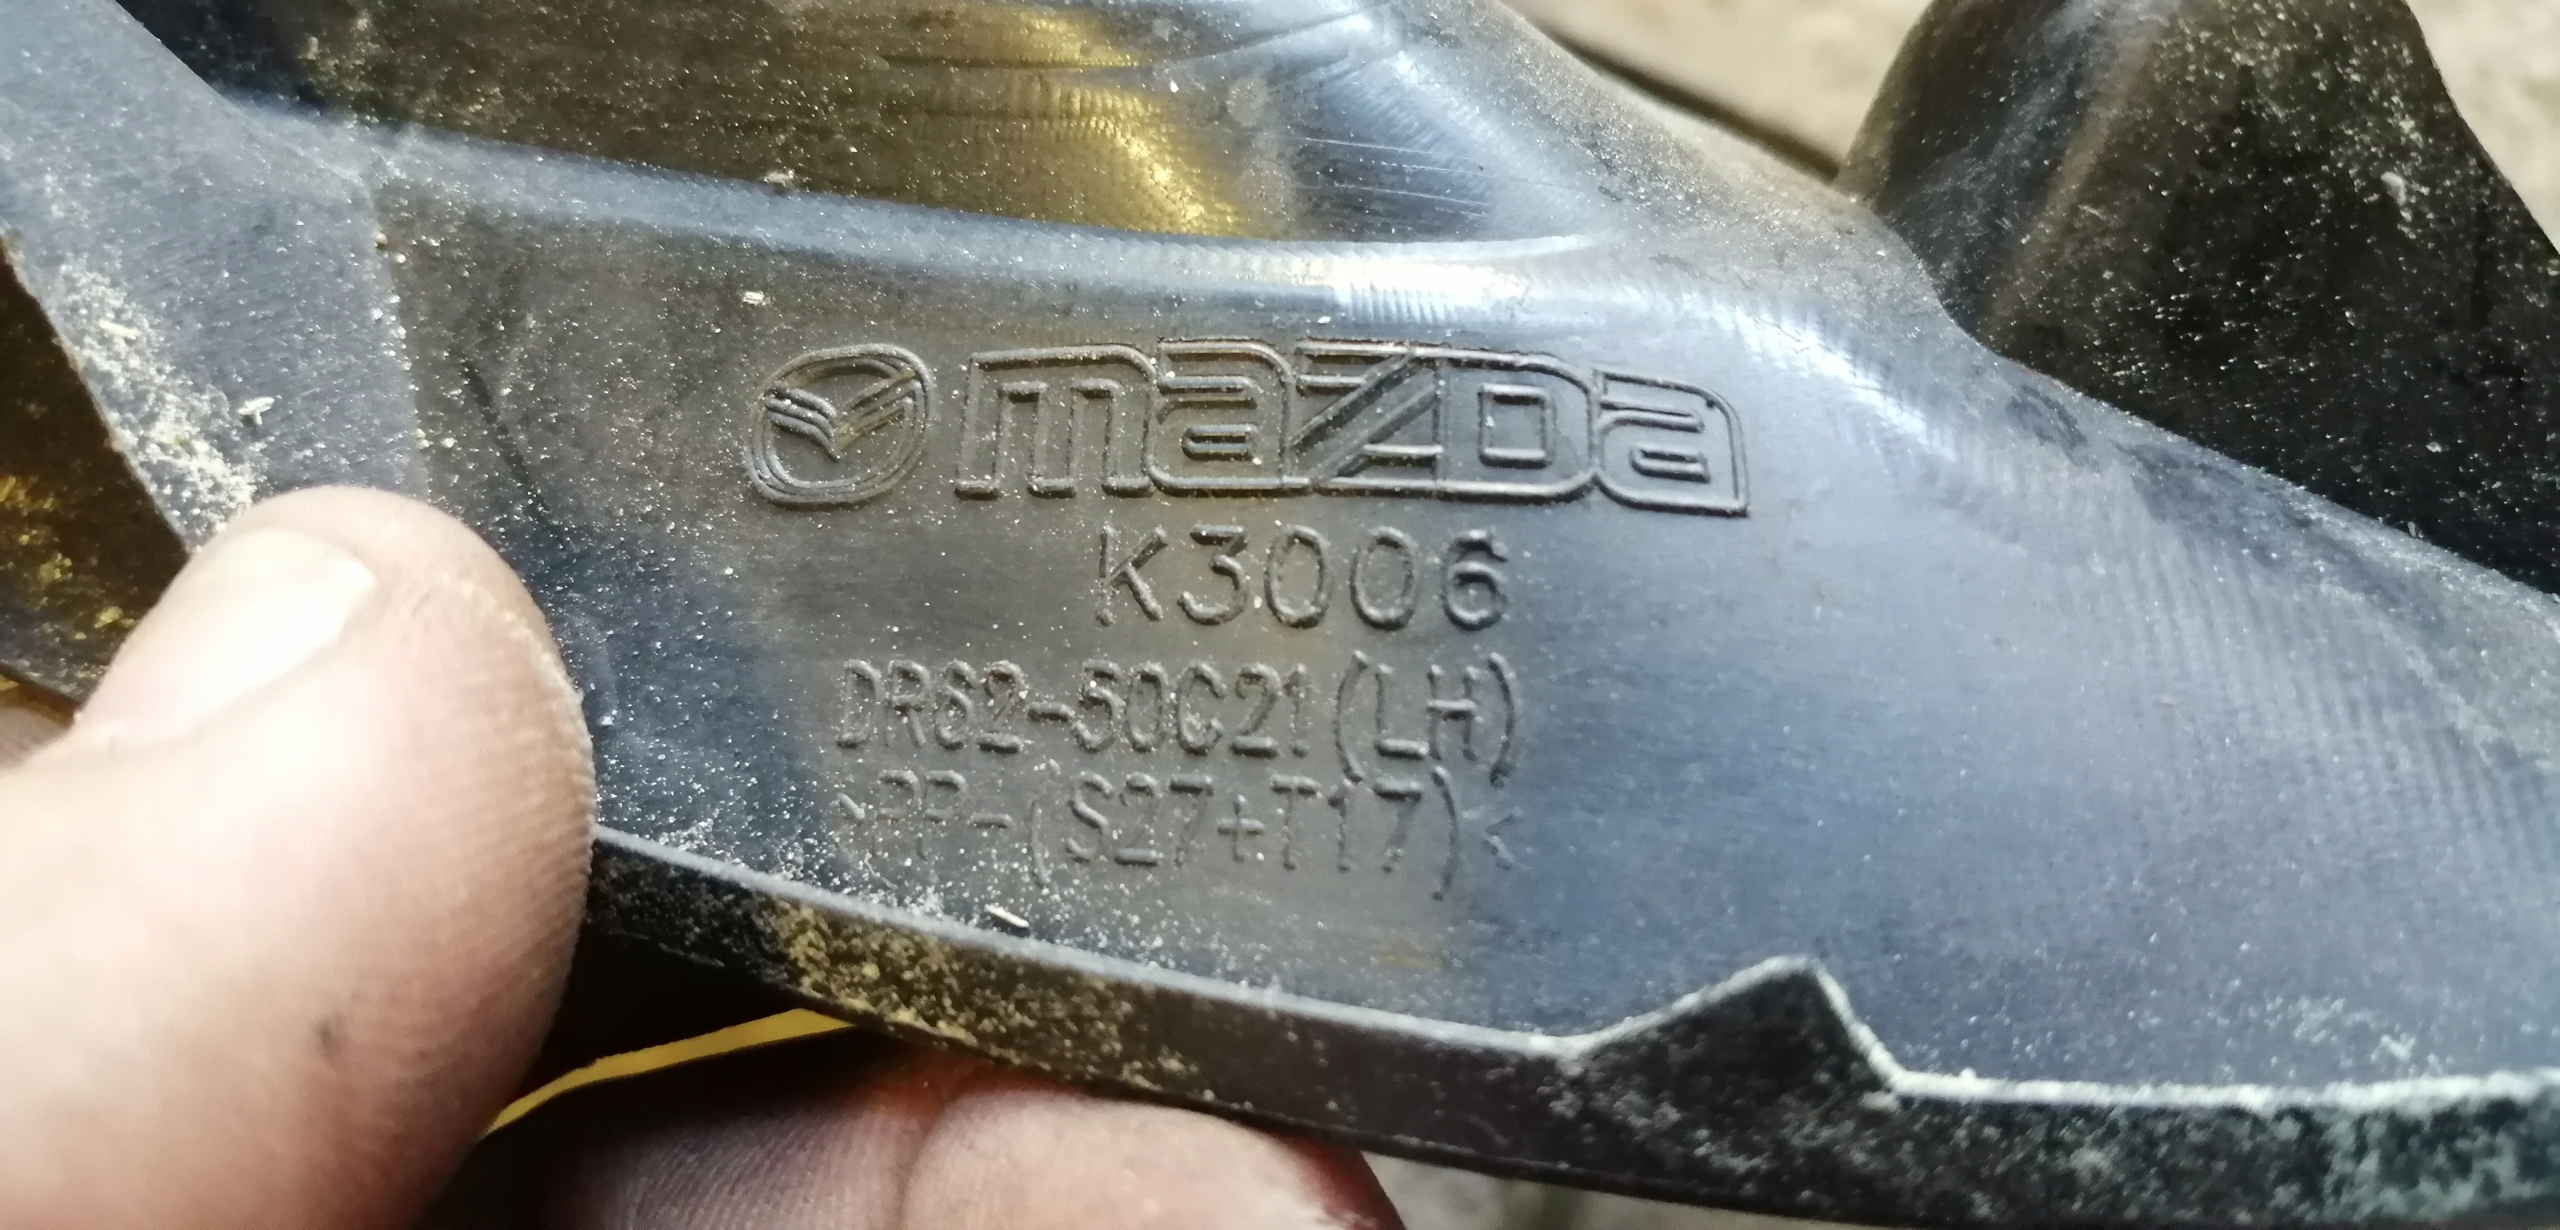 mazda
K3006
DR62-50C21(LH)
>PP-(S27+T17)<